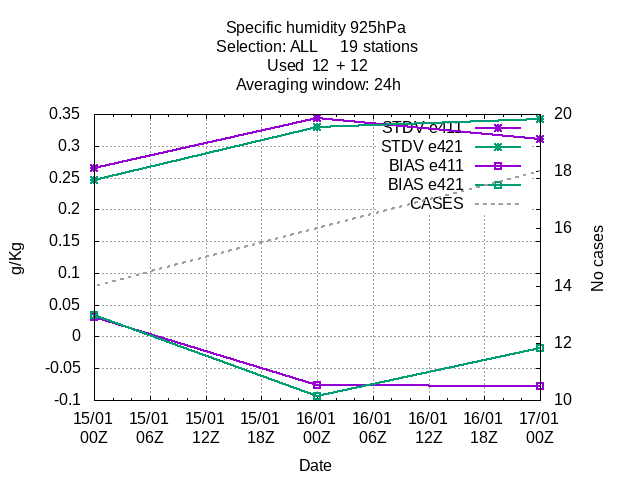 Specific humidity 925hPa
Selection: ALL 19 stations
Used 12 + 12
Averaging window: 24h
0.35
0.3
0.25
0.2
0.15
0.1
0.05
0
-0.05
-0.1
g/Kg
STDV e411
STDV e421
BIAS e411
BIAS e421
CASES
20
18
16
14
12
10
No cases
15/01 15/01 15/01 15/01 16/01 16/01 16/01 16/01 17/01
00Z 06Z 12Z 18Z 00Z 06Z 12Z 18Z 00Z
Date